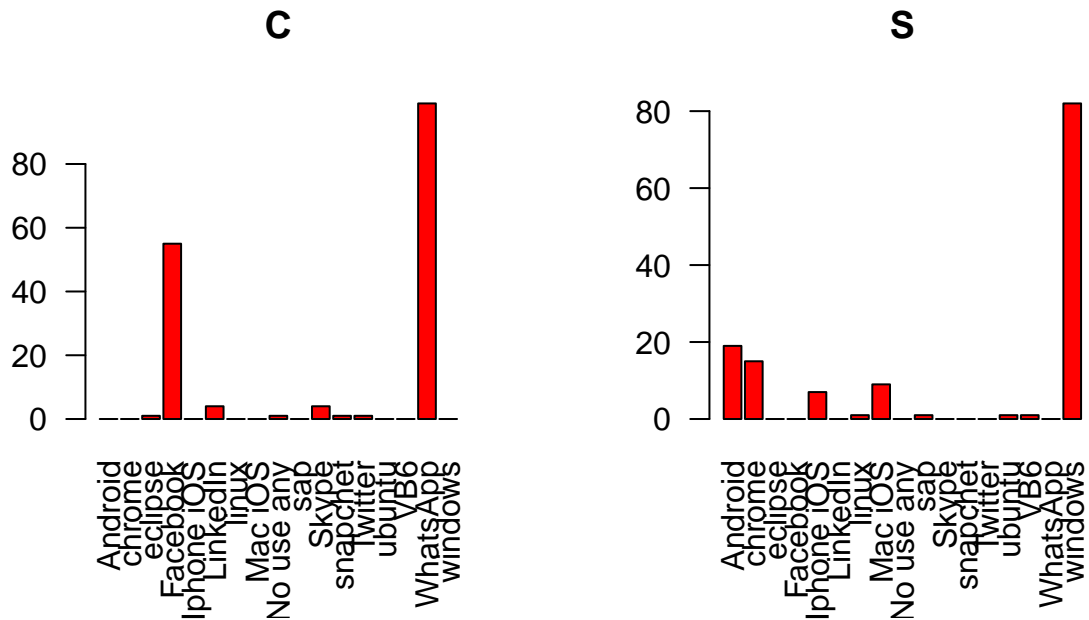 C
80
60
40
20
0
Android
chrome
eclipse
Facebook
Iphone iOS
LinkedIn
linux
Mac iOS
No use any
sap
Skype
snapchet
Twitter
ubuntu
VB6
WhatsApp
windows
S
80
60
40
20
0
Android
chrome
eclipse
Facebook
Iphone iOS
LinkedIn
linux
Mac iOS
No use any
sap
Skype
snapchet
Twitter
ubuntu
VB6
WhatsApp
windows